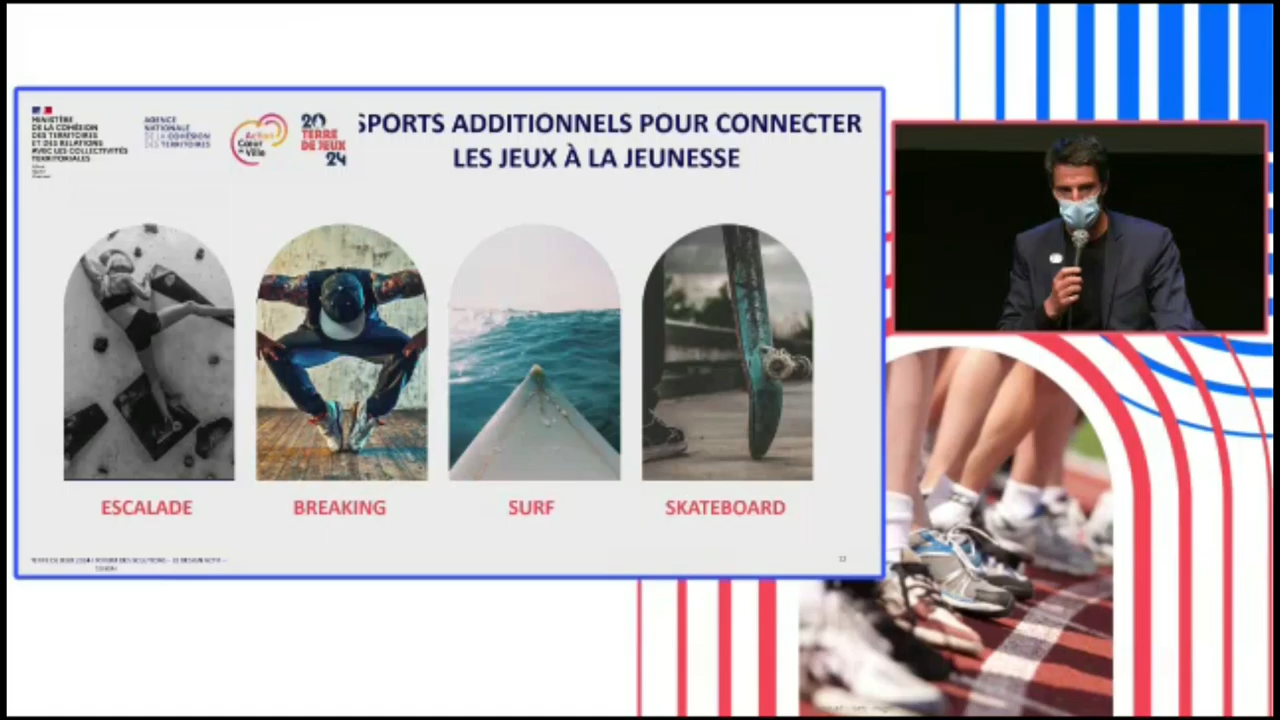 MINISTÈRE
DE LA COHÉSION
DES TERRITOIRES
ET DES RELATIONS
AVEC LES COLLECTIVITÉS
TERRITORIALES
AGENCE
NATIONALE
DE LA COHÉSION
DES TERRITOIRES
Action
Cœur
de Ville
20
TERRE
DE JEUX
24
SPORTS ADDITIONNELS POUR CONNECTER
LES JEUX À LA JEUNESSE
ESCALADE
BREAKING
SURF
SKATEBOARD